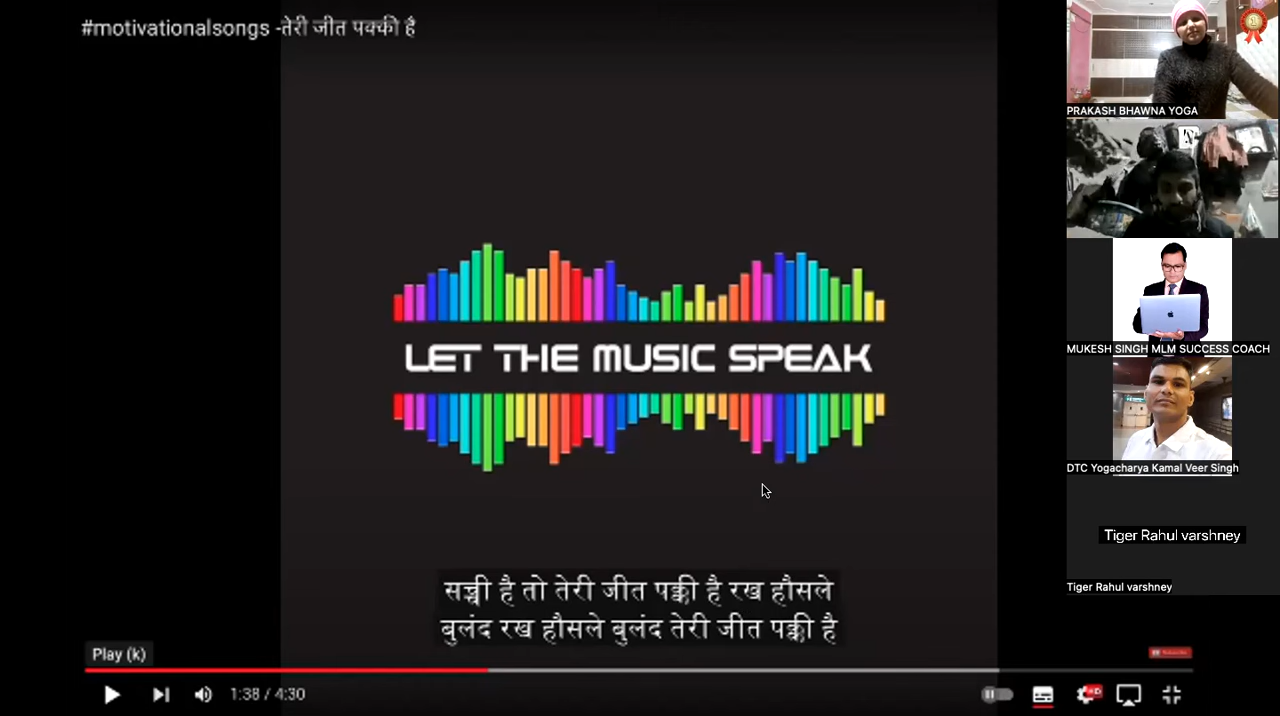 #motivationalsongs -तेरी जीत पक्की है
LET THE MUSIC SPEAK
सच्ची है तो तेरी जीत पक्की है रख हौसले
बुलंद रख हौसले बुलंद तेरी जीत पक्की है
Play (k)
1:38 / 4:30
HD
PRAKASH BHAWNA YOGA
MUKESH SINGH MLM SUCCESS COACH
DTC Yogacharya Kamal Veer Singh
Tiger Rahul varshney
Tiger Rahul varshney